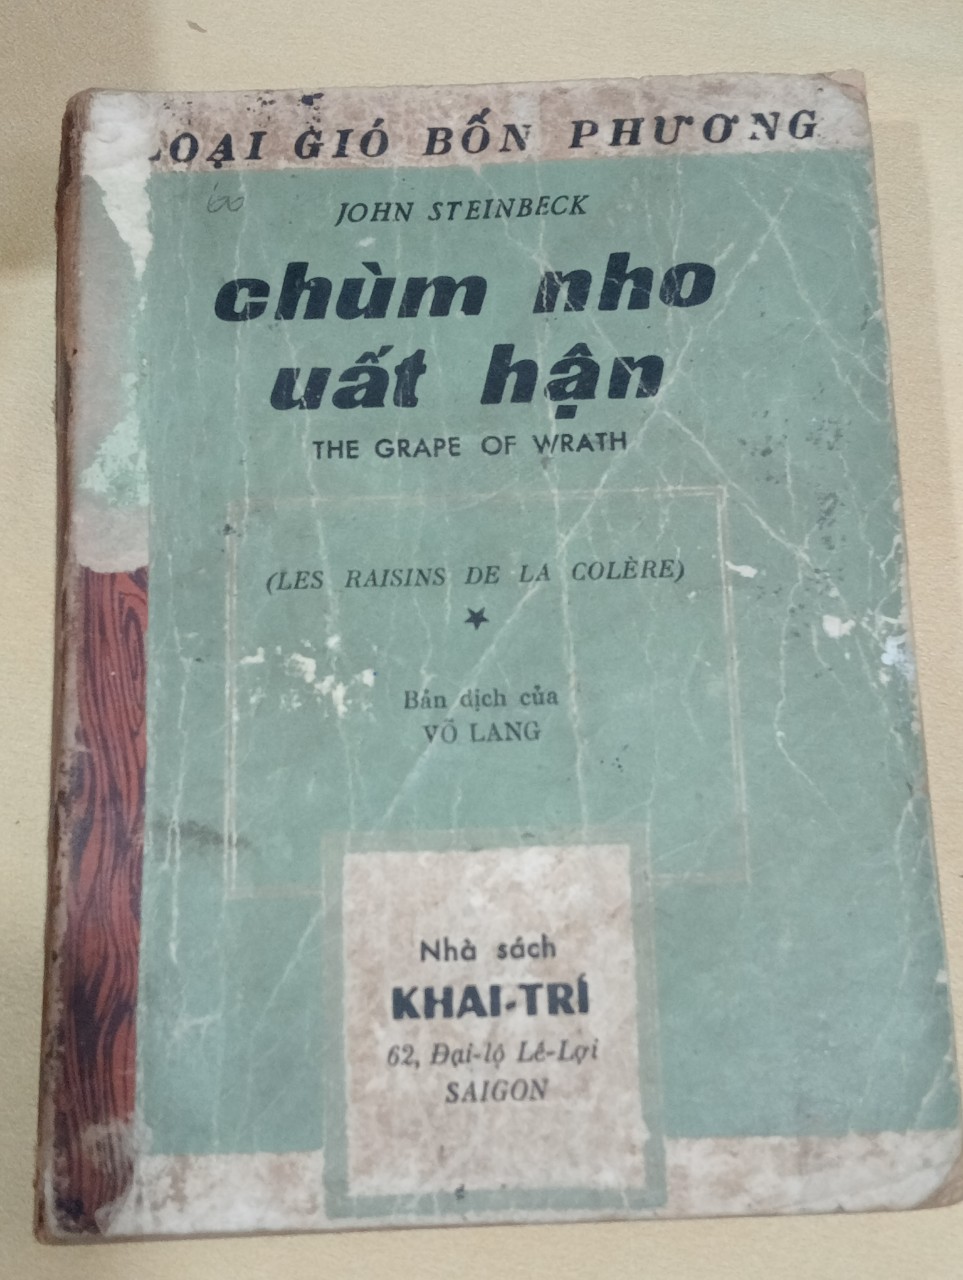 LOẠI GIÓ BỐN PHƯƠNG
60
JOHN STEINBECK
chùm nho
uất hận
THE GRAPE OF WRATH
(LES RAISINS DE LA COLÈRE)
Bản dịch của
VÕ LANG
Nhà sách
KHAI-TRÍ
62, Đại-lộ Lê-Lợi
SAIGON